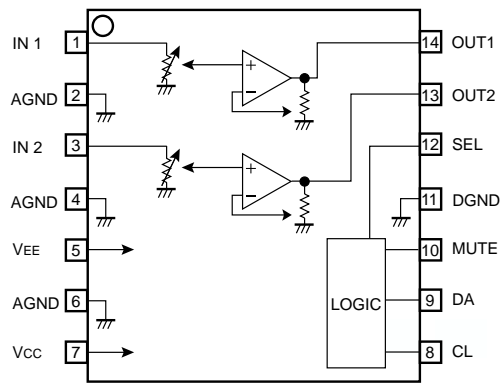 IN 1 1 14 OUT1
AGND 2 13 OUT2
IN 2 3 12 SEL
AGND 4 11 DGND
VEE 5 10 MUTE
AGND 6 LOGIC 9 DA
VCC 7 8 CL
+
−
+
−